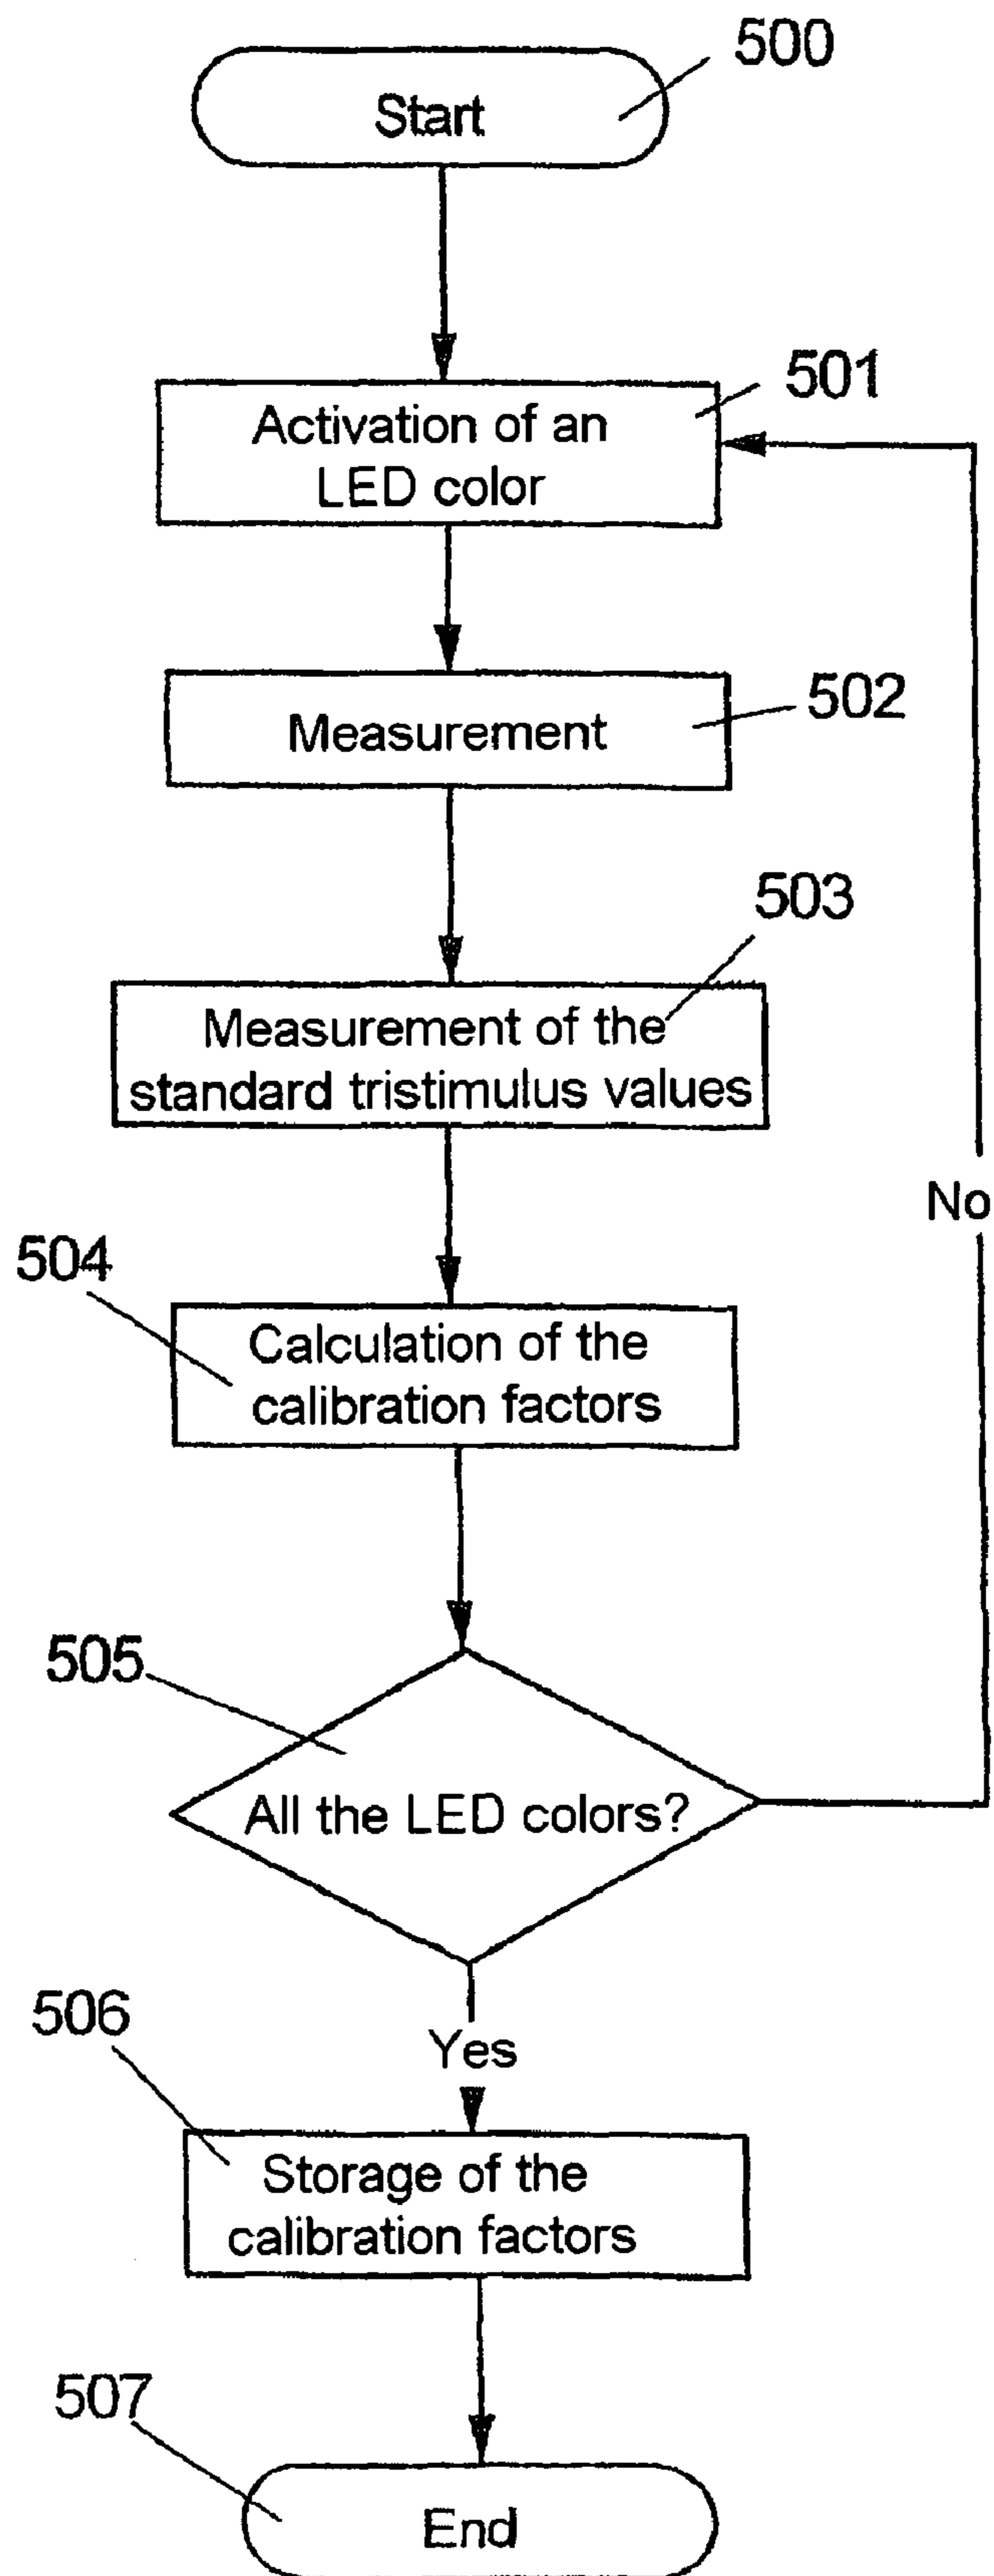 500
Start
501
Activation of an
LED color
502
Measurement
503
Measurement of the
standard tristimulus values
No
504
Calculation of the
calibration factors
505
All the LED colors?
506
Yes
Storage of the
calibration factors
507
End